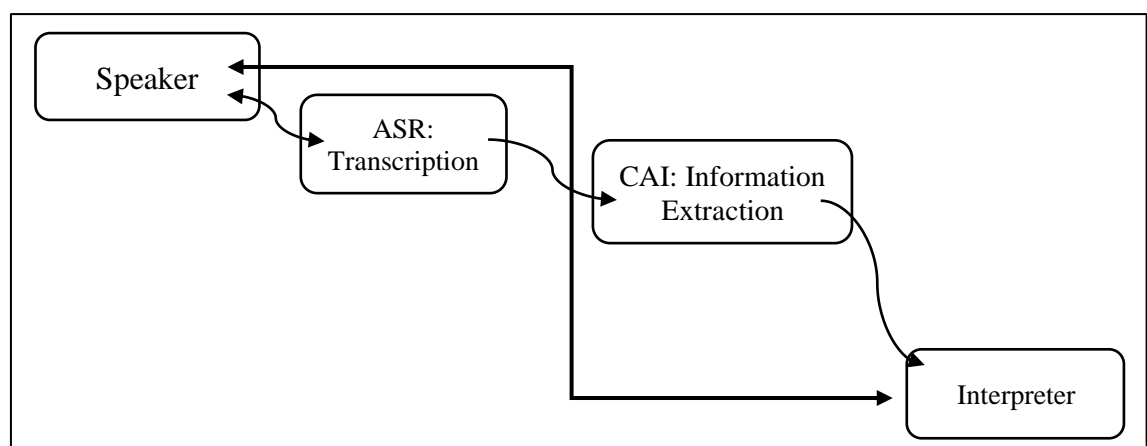 Speaker
ASR:
Transcription
CAI: Information
Extraction
Interpreter